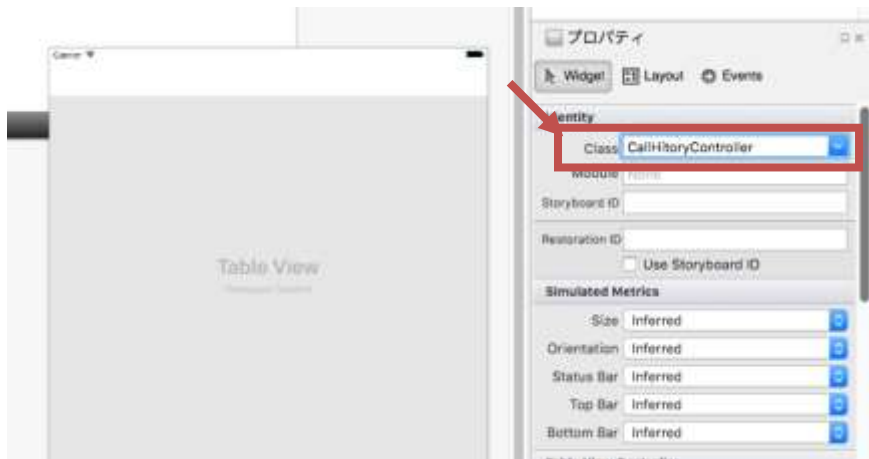 プロパティ
Carrier
Widget Layout Events
Identity
Class CallHitoryController
Module None
Storyboard ID
Restoration ID
Use Storyboard ID
Table View
Simulated Metrics
Size Inferred
Orientation Inferred
Status Bar Inferred
Top Bar Inferred
Bottom Bar Inferred